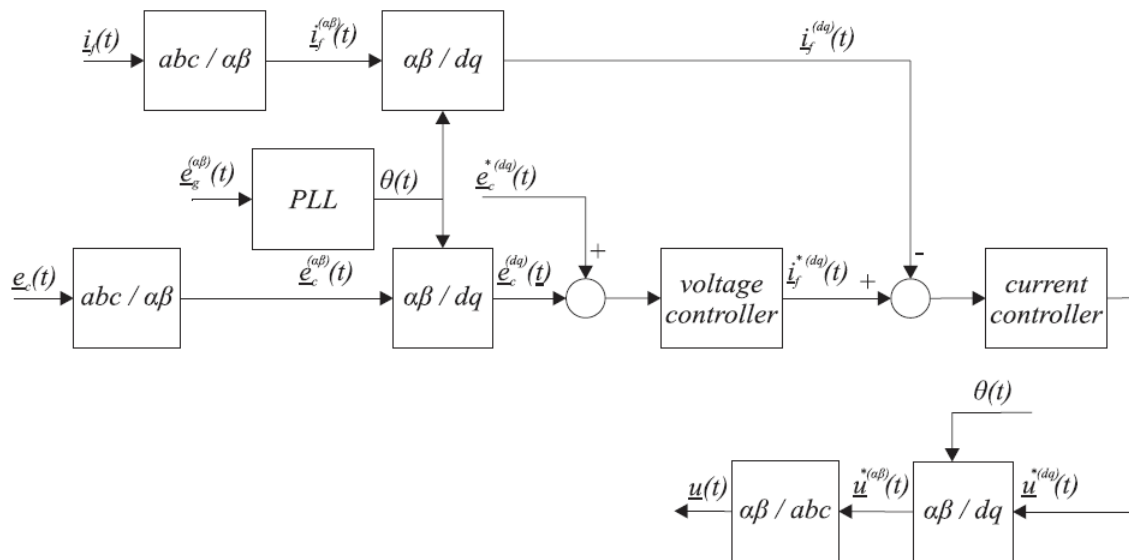 i_f(t)
abc / αβ
i_f^(αβ)(t)
αβ / dq
i_f^(dq)(t)
e_g^(αβ)(t)
PLL
θ(t)
e_c^*(dq)(t)
+
-
e_c(t)
abc / αβ
e_c^(αβ)(t)
αβ / dq
e_c^(dq)(t)
voltage
controller
i_f^*(dq)(t)
+
current
controller
θ(t)
u(t)
αβ / abc
u^*(αβ)(t)
αβ / dq
u^*(dq)(t)